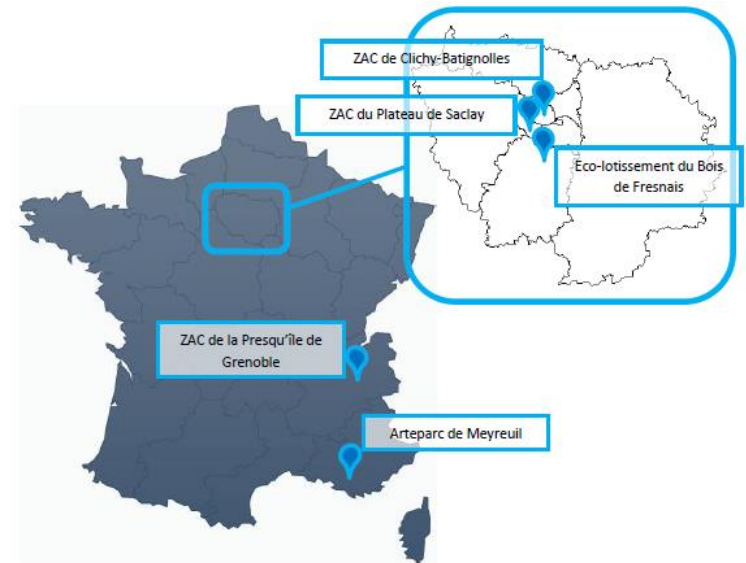 ZAC de Clichy-Batignolles
ZAC du Plateau de Saclay
Eco-lotissement du Bois
de Fresnais
ZAC de la Presqu'île de
Grenoble
Arteparc de Meyreuil